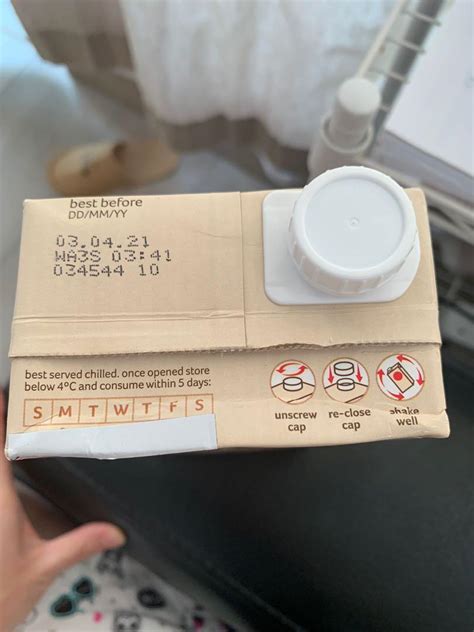 best before
DD/MM/YY
03.04.21
WA3S 03:41
034544 10
best served chilled. once opened store
below 4°C and consume within 5 days:
S M T W T F S
unscrew cap
re-close cap
shake well